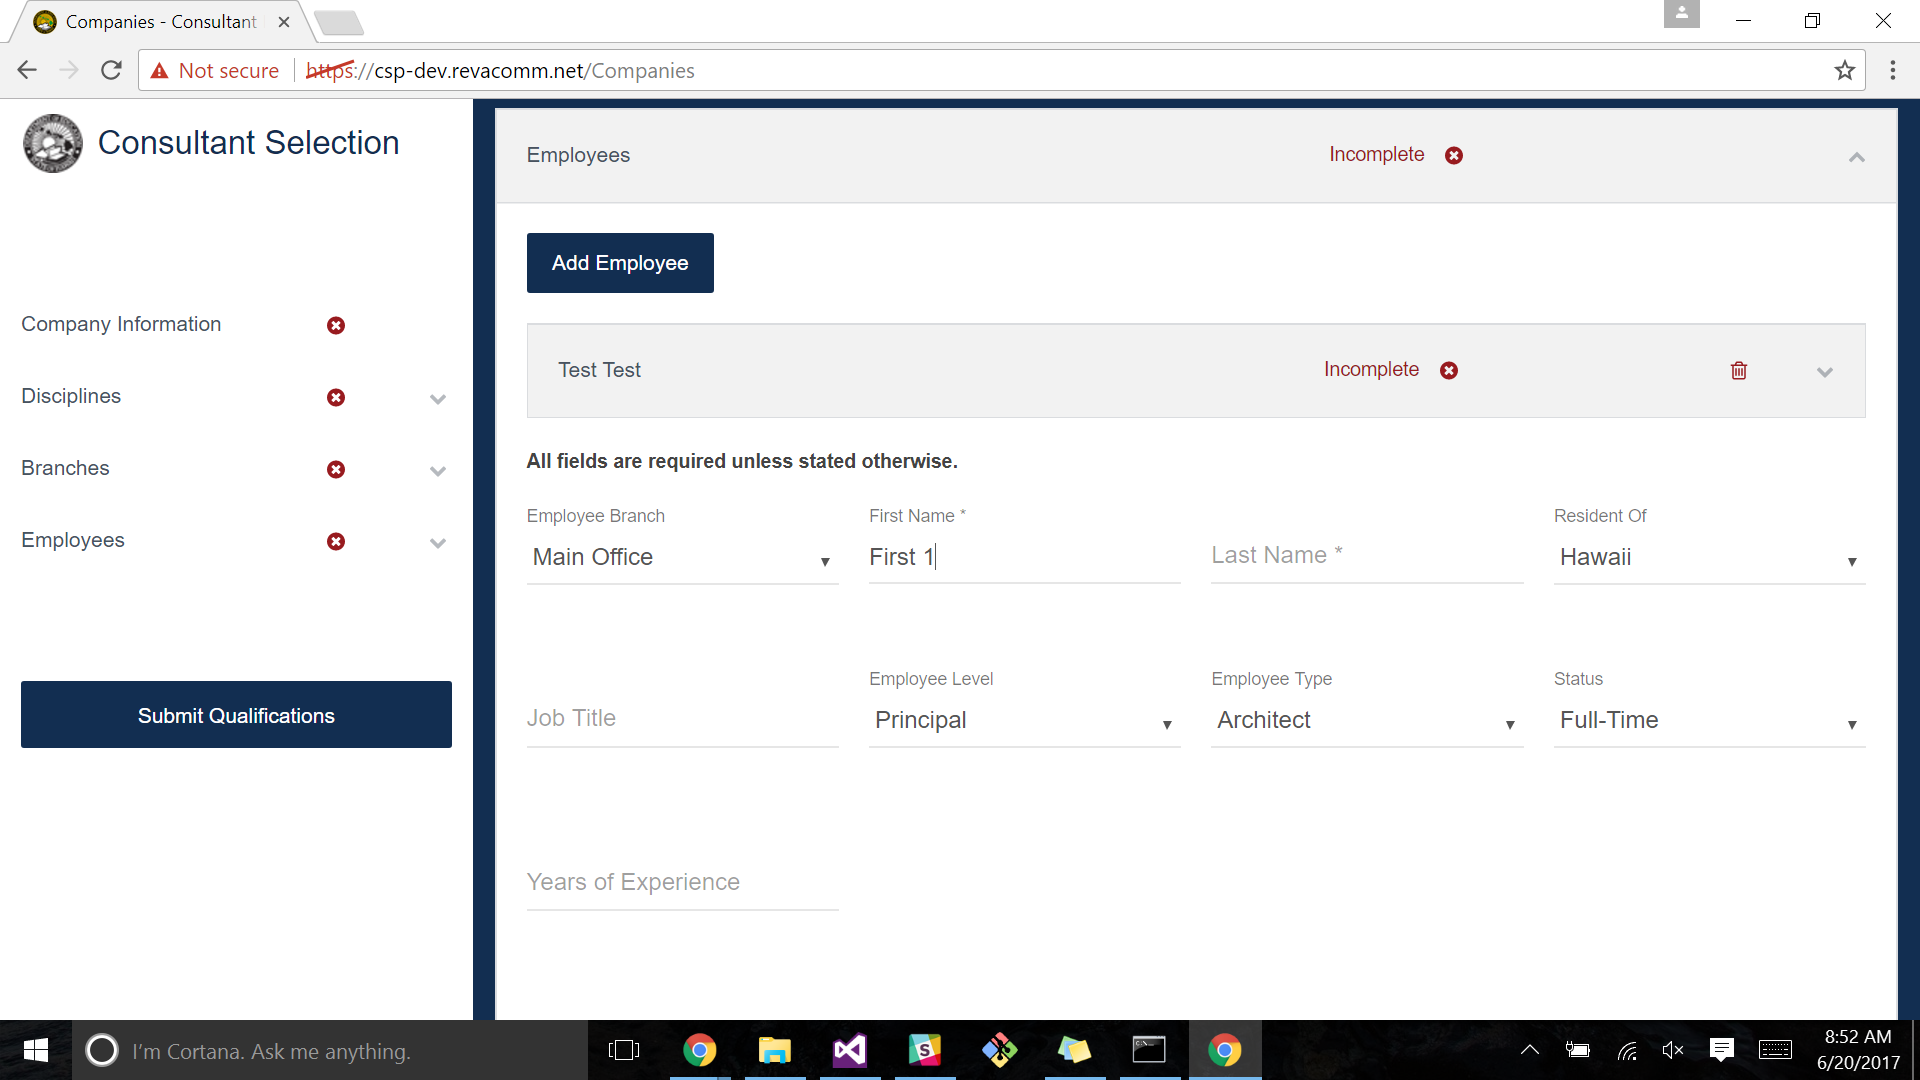 Companies - Consultant
Not secure https://csp-dev.revacomm.net/Companies
Consultant Selection
Company Information
Disciplines
Branches
Employees
Submit Qualifications
Employees Incomplete
Add Employee
Test Test Incomplete
All fields are required unless stated otherwise.
Employee Branch First Name * Resident Of
Main Office First 1 Last Name * Hawaii
Employee Level Employee Type Status
Job Title Principal Architect Full-Time
Years of Experience
I'm Cortana. Ask me anything.
8:52 AM
6/20/2017